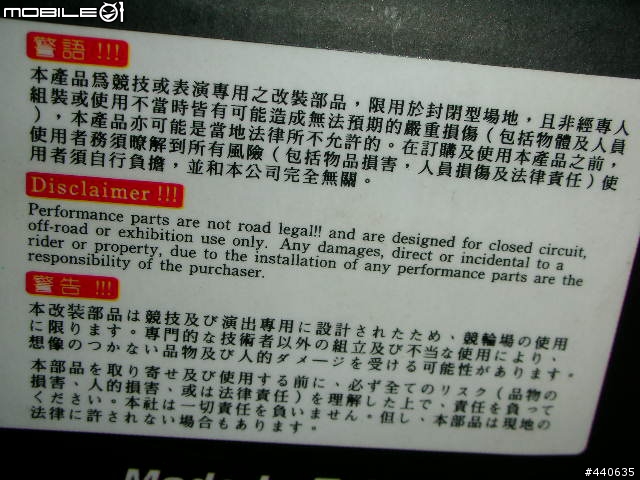 MOBILE01
警語 !!!
本產品爲競技或表演專用之改裝部品，限用於封閉型場地，且非經專人
組裝或使用不當時皆有可能造成無法預期的嚴重損傷（包括物體及人員
），本產品亦可能是當地法律所不允許的。在訂購及使用本產品之前，
使用者務須瞭解到所有風險（包括物品損害，人員損傷及法律責任）使
用者須自行負擔，並和本公司完全無關。
Disclaimer !!!
Performance parts are not road legal!! and are designed for closed circuit,
off-road or exhibition use only. Any damages, direct or incidental to a
rider or property, due to the installation of any performance parts are the
responsibility of the purchaser.
警告 !!!
本改装部品は競技及び演出専用に設計されたため、競輪場の使用
に限ります。專門的な技術者以外の組立及び不当な使用により、
想像のつかない品物及び人的ダメージを受ける可能性があります。
本部品を取り寄せ及び使用する前に、必ず全てのリスク（品物の
損害、人的損害、或は法律責任）を理解した上で、責任を負って
ください。本社は一切責任を負いません。但し、本部品は現地の
法律に許されない場合もあります。
#440635